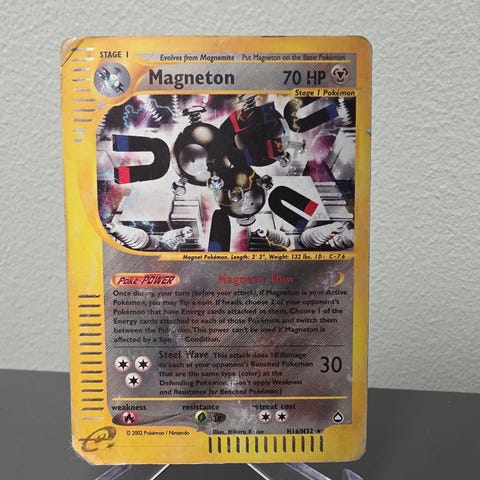 STAGE 1
Evolves from Magnemite Put Magneton on the Basic Pokémon
Magneton 70 HP
Stage 1 Pokémon
Magnet Pokémon. Length: 3' 3", Weight: 132 lbs. ID: C-76
Poké-POWER Magnetic Flow
Once during your turn (before your attack), if Magneton is your Active
Pokémon, you may flip a coin. If heads, choose 2 of your opponent's
Pokémon that have Energy cards attached to them. Choose 1 of the
Energy cards attached to each of those Pokémon and switch them
between the Pokémon. This power can't be used if Magneton is
affected by a Special Condition.
Steel Wave This attack does 10 damage
to each of your opponent's Benched Pokémon
that are the same type (color) as the
Defending Pokémon. (Don't apply Weakness
and Resistance for Benched Pokémon.)
30
weakness resistance retreat cost
© 2002 Pokémon / Nintendo Illus. Hikaru H16/H32 ★